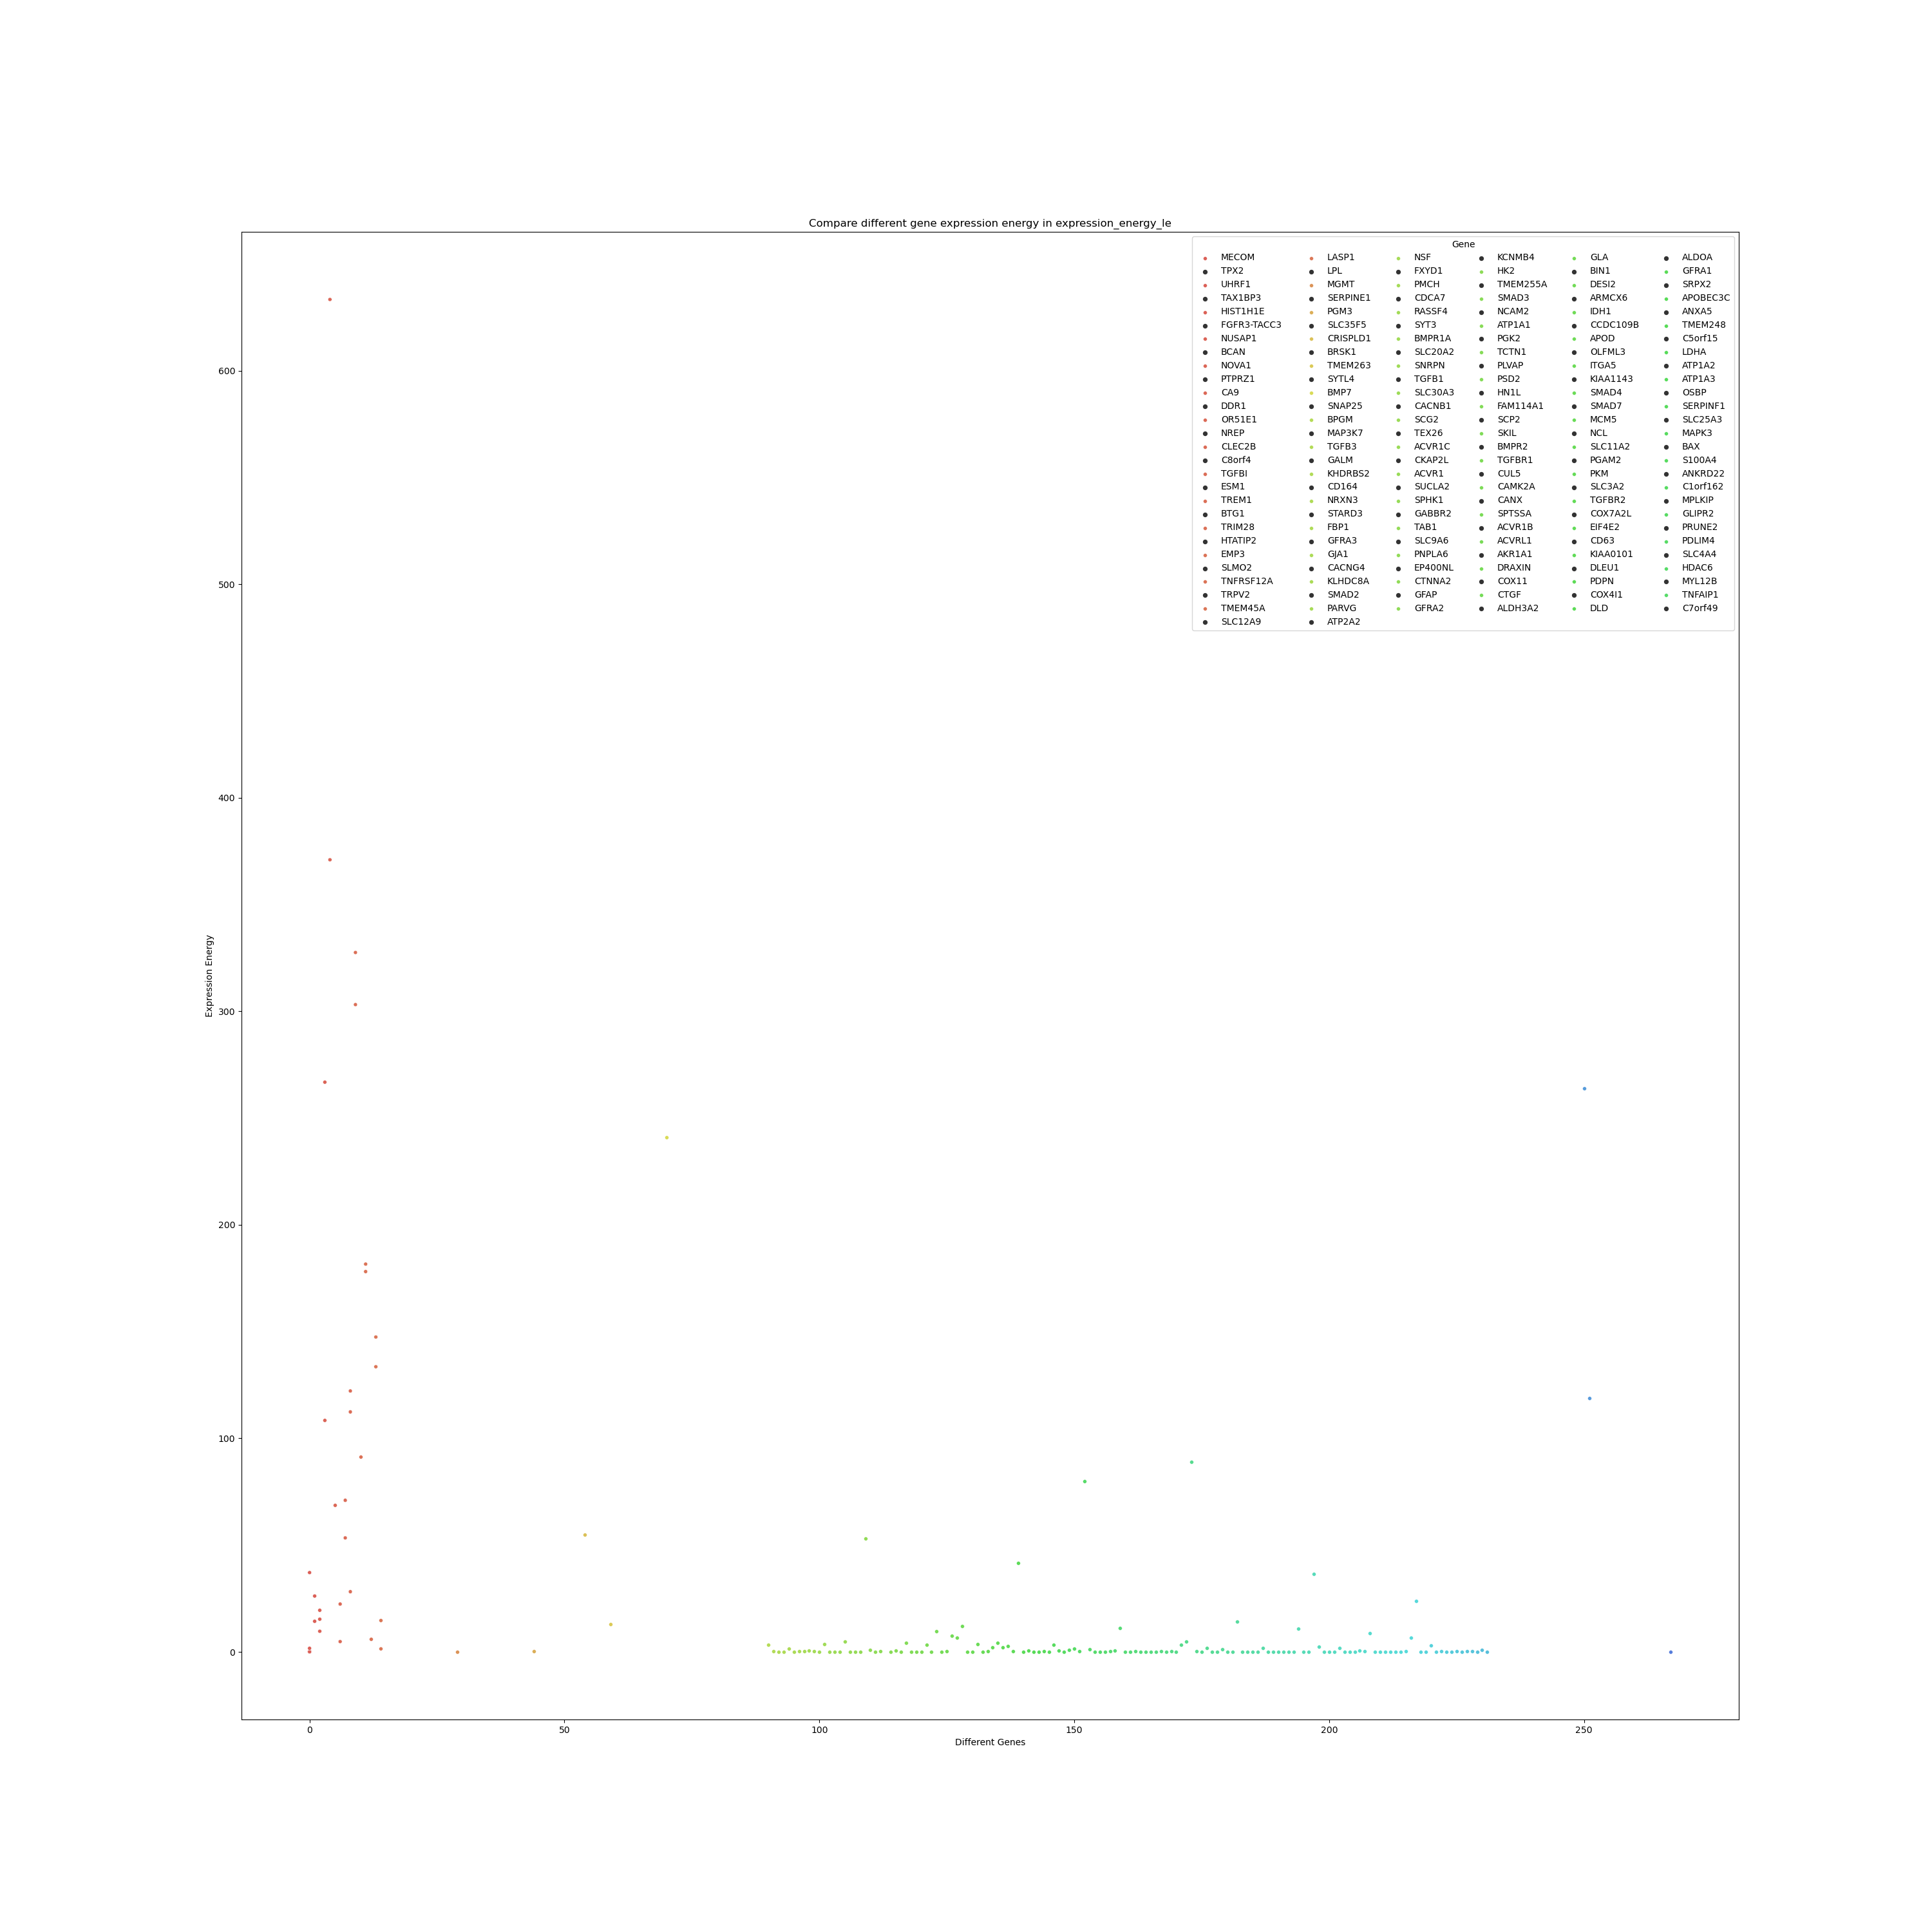 Compare different gene expression energy in expression_energy_le
Gene
MECOM LASP1 NSF KCNMB4 GLA ALDOA
TPX2 LPL FXYD1 HK2 BIN1 GFRA1
UHRF1 MGMT PMCH TMEM255A DESI2 SRPX2
TAX1BP3 SERPINE1 CDCA7 SMAD3 ARMCX6 APOBEC3C
HIST1H1E PGM3 RASSF4 NCAM2 IDH1 ANXA5
FGFR3-TACC3 SLC35F5 SYT3 ATP1A1 CCDC109B TMEM248
NUSAP1 CRISPLD1 BMPR1A PGK2 APOD C5orf15
BCAN BRSK1 SLC20A2 TCTN1 OLFML3 LDHA
NOVA1 TMEM263 SNRPN PLVAP ITGA5 ATP1A2
PTPRZ1 SYTL4 TGFB1 PSD2 KIAA1143 ATP1A3
CA9 BMP7 SLC30A3 HN1L SMAD4 OSBP
DDR1 SNAP25 CACNB1 FAM114A1 SMAD7 SERPINF1
OR51E1 BPGM SCG2 SCP2 MCM5 SLC25A3
NREP MAP3K7 TEX26 SKIL NCL MAPK3
CLEC2B TGFB3 ACVR1C BMPR2 SLC11A2 BAX
C8orf4 GALM CKAP2L TGFBR1 PGAM2 S100A4
TGFBI KHDRBS2 ACVR1 CUL5 PKM ANKRD22
ESM1 CD164 SUCLA2 CAMK2A SLC3A2 C1orf162
TREM1 NRXN3 SPHK1 CANX TGFBR2 MPLKIP
BTG1 STARD3 GABBR2 SPTSSA COX7A2L GLIPR2
TRIM28 FBP1 TAB1 ACVR1B EIF4E2 PRUNE2
HTATIP2 GFRA3 SLC9A6 ACVRL1 CD63 PDLIM4
EMP3 GJA1 PNPLA6 AKR1A1 KIAA0101 SLC4A4
SLMO2 CACNG4 EP400NL DRAXIN DLEU1 HDAC6
TNFRSF12A KLHDC8A CTNNA2 COX11 PDPN MYL12B
TRPV2 SMAD2 GFAP CTGF COX4I1 TNFAIP1
TMEM45A PARVG GFRA2 ALDH3A2 DLD C7orf49
SLC12A9 ATP2A2
600
500
400
300
200
100
0
Expression Energy
0 50 100 150 200 250
Different Genes